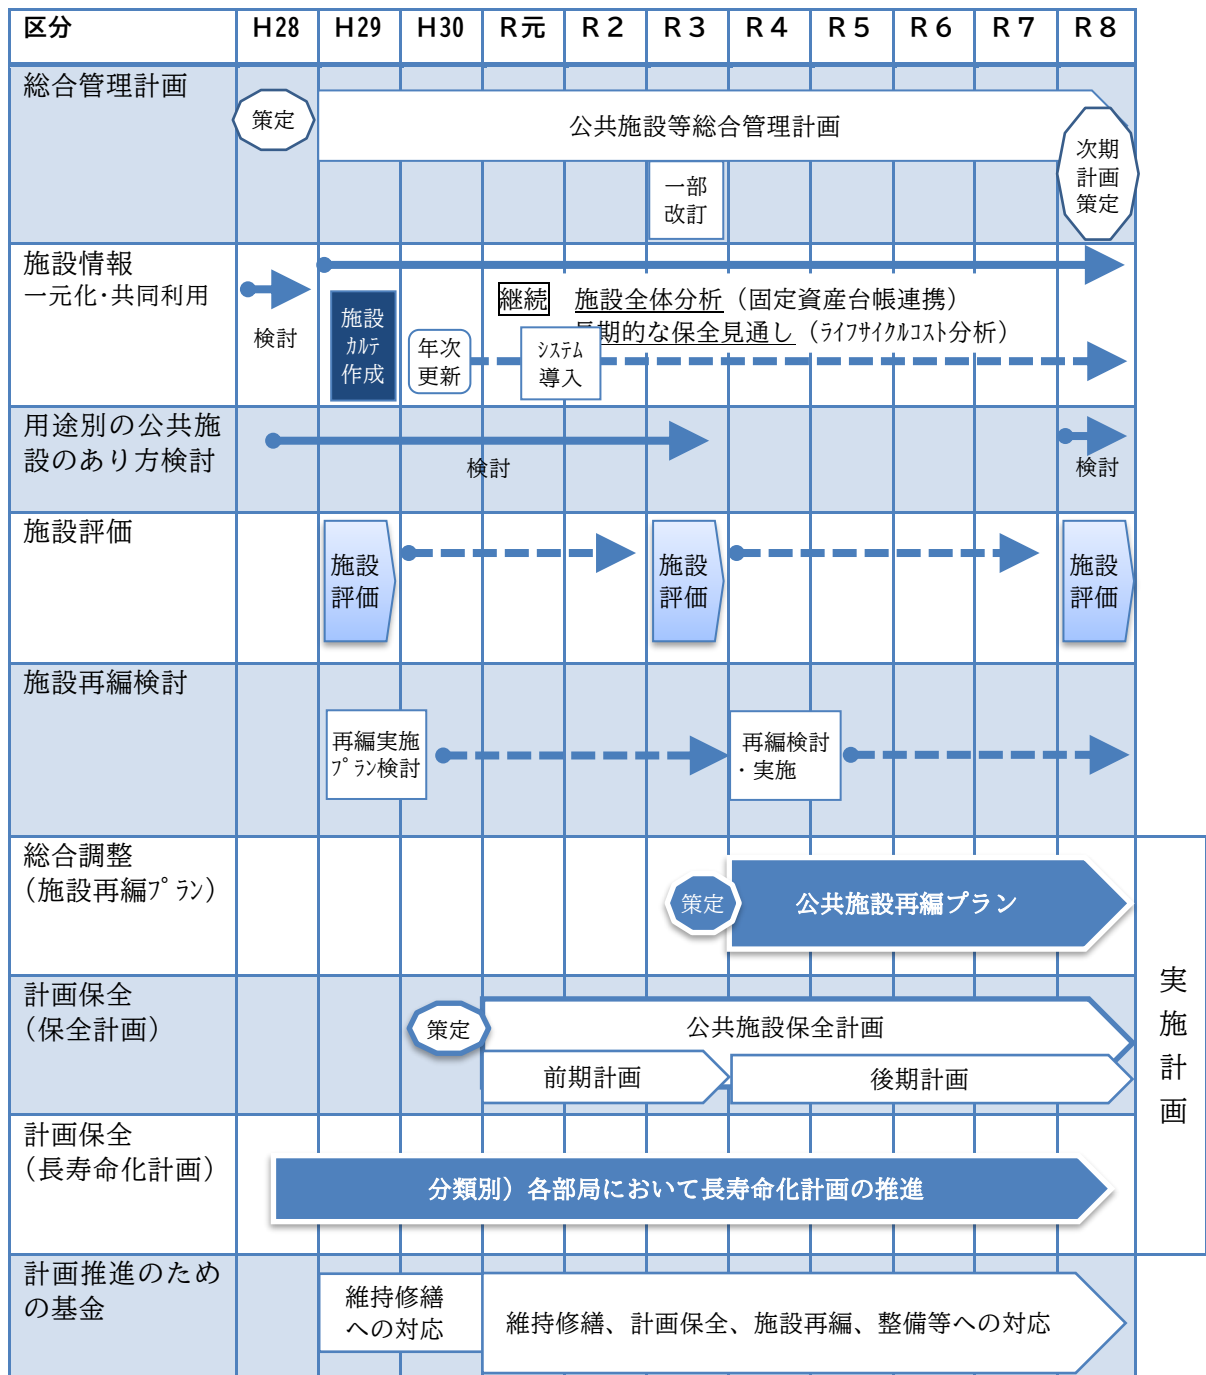 区分 H28 H29 H30 R元 R２ R３ R４ R５ R６ R７ R８
総合管理計画
策定
公共施設等総合管理計画
一部
改訂
次期
計画
策定
施設情報
一元化･共同利用
検討
施設
ｶﾙﾃ
作成
年次
更新
ｼｽﾃﾑ
導入
継続 施設全体分析（固定資産台帳連携）
期的な保全見通し（ﾗｲﾌｻｲｸﾙｺｽﾄ分析）
用途別の公共施
設のあり方検討
検討
検討
施設評価
施設
評価
施設
評価
施設
評価
施設再編検討
再編実施
ﾌﾟﾗﾝ検討
再編検討
・実施
総合調整
（施設再編ﾌﾟﾗﾝ）
策定
公共施設再編プラン
計画保全
（保全計画）
策定
公共施設保全計画
前期計画
後期計画
計画保全
（長寿命化計画）
分類別）各部局において長寿命化計画の推進
実施計画
計画推進のため
の基金
維持修繕
への対応
維持修繕、計画保全、施設再編、整備等への対応